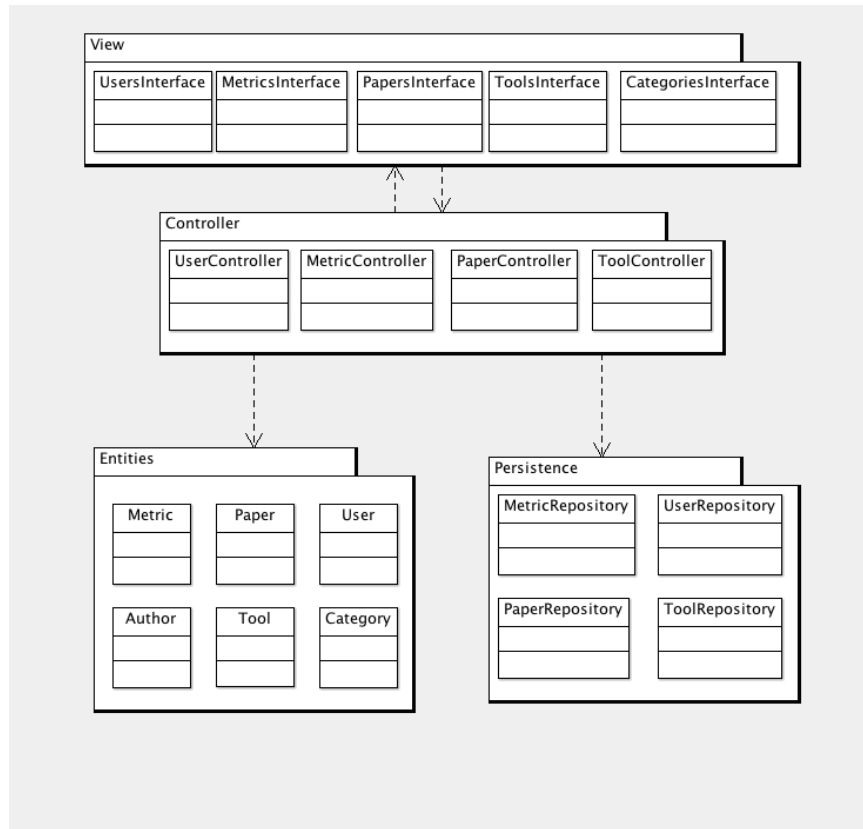 View
UsersInterface MetricsInterface PapersInterface ToolsInterface CategoriesInterface
Controller
UserController MetricController PaperController ToolController
Entities
Metric Paper User
Author Tool Category
Persistence
MetricRepository UserRepository
PaperRepository ToolRepository